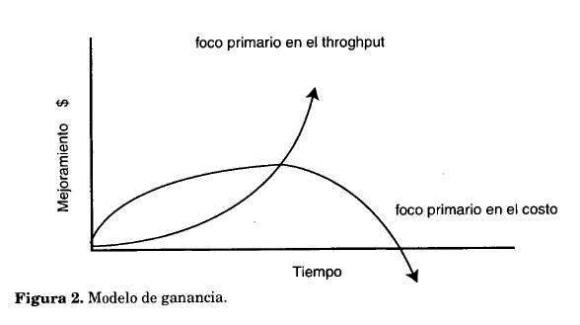 foco primario en el throghput
Mejoramiento $
foco primario en el costo
Tiempo
Figura 2. Modelo de ganancia.